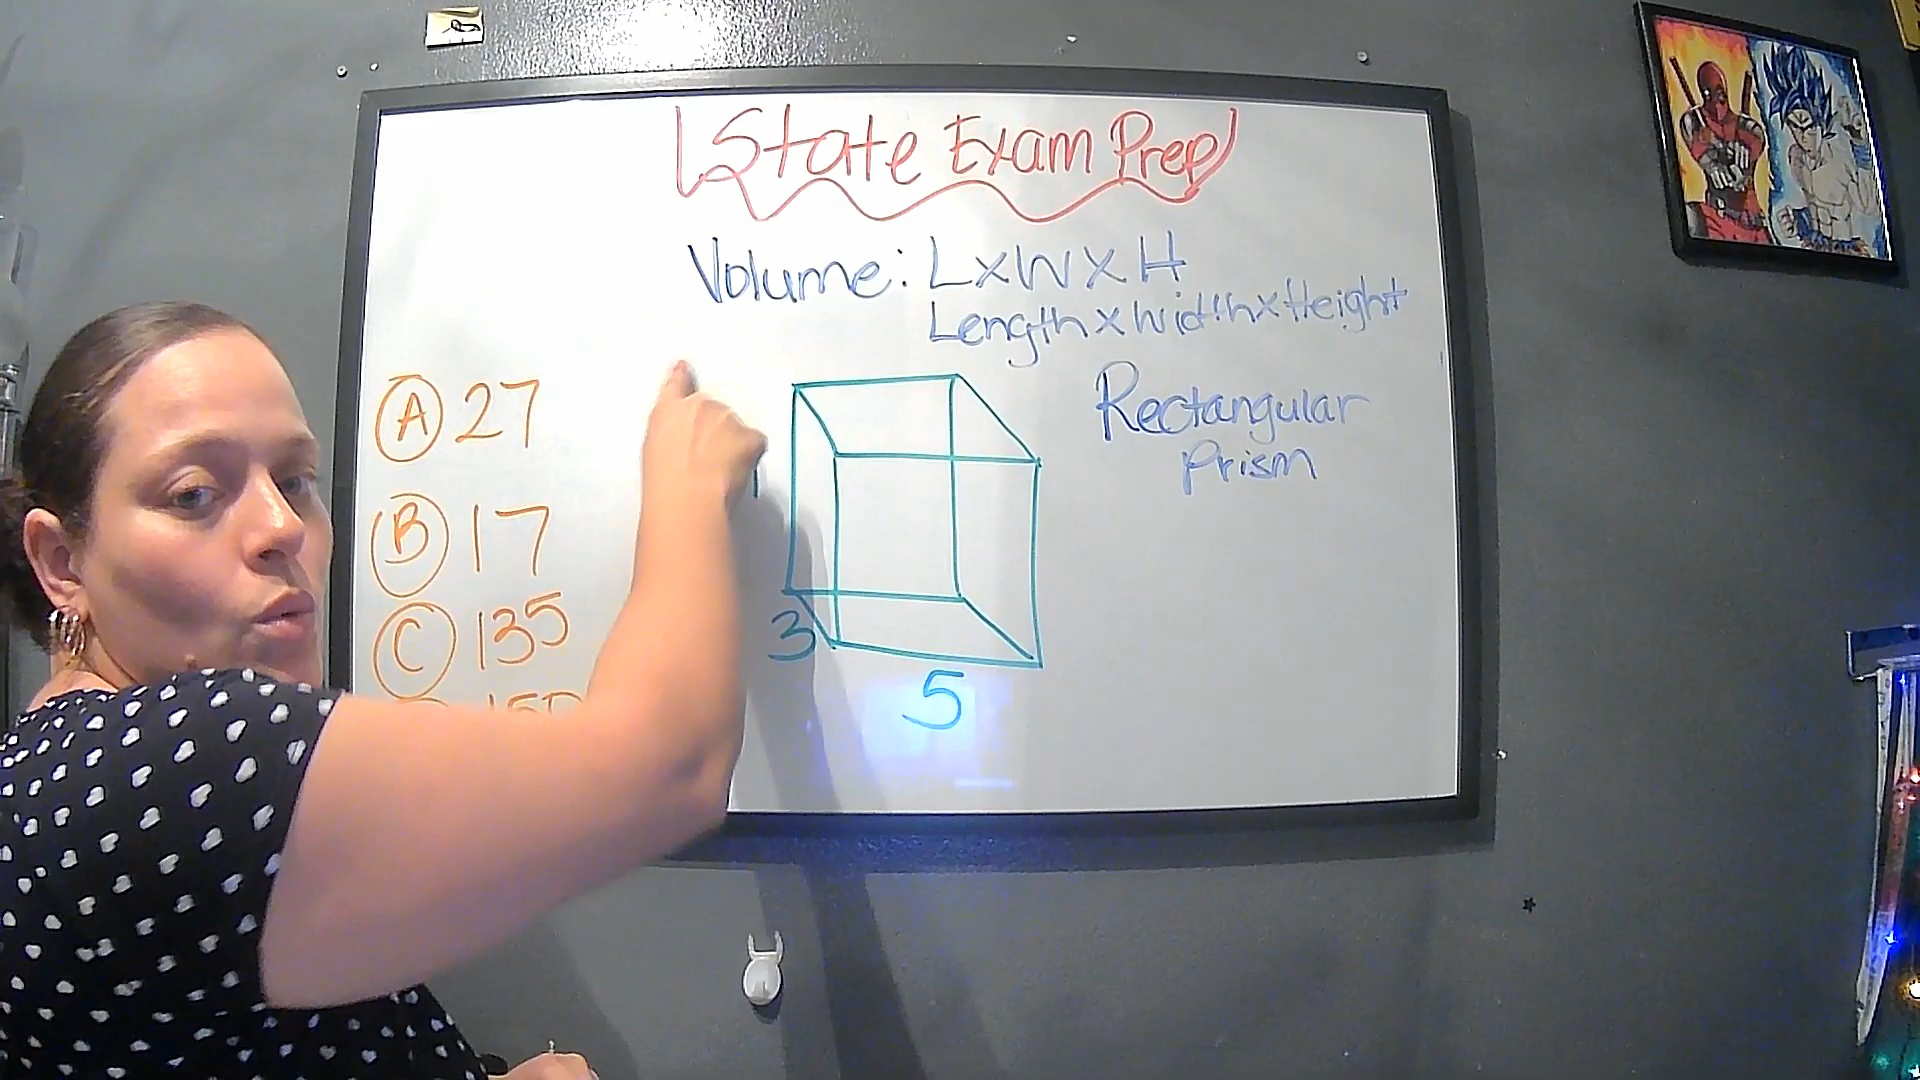 State Exam Prep
Volume: L x W x H
Length x Width x Height
Rectangular
Prism
A 27
B 17
C 135
3
5